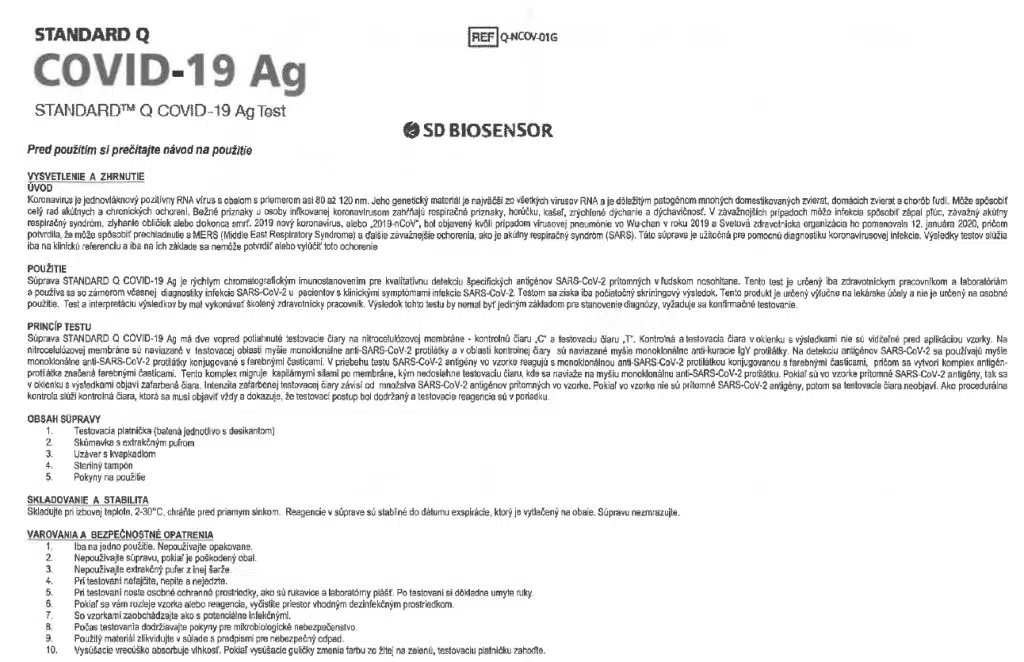 STANDARD Q
REF Q-NCOV-01G
COVID-19 Ag
STANDARD™ Q COVID-19 Ag Test
SD BIOSENSOR
Pred použitím si prečítajte návod na použitie
VYSVETLENIE A ZHRNUTIE
ÚVOD
Koronavírus je jednovláknový pozitívny RNA vírus s obalom s priemerom asi 80 až 120 nm. Jeho genetický materiál je najväčší zo všetkých vírusov RNA a je dôležitým patogénom mnohých domestikovaných zvierat, domácich zvierat a chorôb ľudí. Môže spôsobiť
celý rad akútnych a chronických ochorení. Bežné príznaky u osoby infikovanej koronavírusom zahŕňajú respiračné príznaky, horúčku, kašeľ, zrýchlené dýchanie a dýchavičnosť. V závažnejších prípadoch môže infekcia spôsobiť zápal pľúc, závažný akútny
respiračný syndróm, zlyhanie obličiek alebo dokonca smrť. 2019 nový koronavírus, alebo „2019-nCoV", bol objavený kvôli prípadom vírusovej pneumónie vo Wu-chan v roku 2019 a Svetová zdravotnícka organizácia ho pomenovala 12. januára 2020, pričom
potvrdila, že môže spôsobiť prechladnutie a MERS (Middle East Respiratory Syndrome) a ďalšie závažnejšie ochorenia, ako je akútny respiračný syndróm (SARS). Táto súprava je užitočná pre pomocnú diagnostiku koronavírusovej infekcie. Výsledky testov slúžia
iba na klinickú referenciu a iba na ich základe sa nemôže potvrdiť alebo vylúčiť toto ochorenie
POUŽITIE
Súprava STANDARD Q COVID-19 Ag je rýchlym chromatografickým imunostanovením pre kvalitatívnu detekciu špecifických antigénov SARS-CoV-2 prítomných v ľudskom nosohltane. Tento test je určený iba zdravotníckym pracovníkom a laboratóriám
a používa sa so zámerom včasnej diagnostiky infekcie SARS-CoV-2 u pacientov s klinickými symptómami infekcie SARS-CoV-2. Testom sa získa iba počiatočný skríningový výsledok. Tento produkt je určený výlučne na lekárske účely a nie je určený na osobné
použitie. Test a interpretáciu výsledkov by mal vykonávať školený zdravotnícky pracovník. Výsledok tohto testu by nemal byť jediným základom pre stanovenie diagnózy, vyžaduje sa konfirmačné testovanie.
PRINCÍP TESTU
Súprava STANDARD Q COVID-19 Ag má dve vopred potiahnuté testovacie čiary na nitrocelulózovej membráne - kontrolnú čiaru „C" a testovaciu čiaru „T". Kontrolná a testovacia čiara v okienku s výsledkami nie sú viditeľné pred aplikáciou vzorky. Na
nitrocelulózovej membráne sú naviazané v testovacej oblasti myšie monoklonálne anti-SARS-CoV-2 protilátky a v oblasti kontrolnej čiary sú naviazané myšie monoklonálne anti-kuracie IgY protilátky. Na detekciu antigénov SARS-CoV-2 sa používajú myšie
monoklonálne anti-SARS-CoV-2 protilátky konjugované s farebnými časticami. V priebehu testu SARS-CoV-2 antigény vo vzorke reagujú s monoklonálnou anti-SARS-CoV-2 protilátkou konjugovanou s farebnými časticami, pričom sa vytvorí komplex antigén-
protilátka značená farebnými časticami. Tento komplex migruje kapilárnymi silami po membráne, kým nedosiahne testovaciu čiaru, kde sa naviaže na myšiu monoklonálnu anti-SARS-CoV-2 protilátku. Pokiaľ sú vo vzorke prítomné SARS-CoV-2 antigény, tak sa
v okienku s výsledkami objaví zafarbená čiara. Intenzita zafarbenej testovacej čiary závisí od množstva SARS-CoV-2 antigénov prítomných vo vzorke. Pokiaľ vo vzorke nie sú prítomné SARS-CoV-2 antigény, potom sa testovacia čiara neobjaví. Ako procedurálna
kontrola slúži kontrolná čiara, ktorá sa musí objaviť vždy a dokazuje, že testovací postup bol dodržaný a testovacie reagencie sú v poriadku.
OBSAH SÚPRAVY
1. Testovacia platnička (balená jednotlivo s desikantom)
2. Skúmavka s extrakčným pufrom
3. Uzáver s kvapkadlom
4. Sterilný tampón
5. Pokyny na použitie
SKLADOVANIE A STABILITA
Skladujte pri izbovej teplote, 2-30°C, chráňte pred priamym slnkom. Reagencie v súprave sú stabilné do dátumu exspirácie, ktorý je vytlačený na obale. Súpravu nezmrazujte.
VAROVANIA A BEZPEČNOSTNÉ OPATRENIA
1. Iba na jedno použitie. Nepoužívajte opakovane.
2. Nepoužívajte súpravu, pokiaľ je poškodený obal.
3. Nepoužívajte extrakčný pufer z inej šarže.
4. Pri testovaní nefajčite, nepite a nejedzte.
5. Pri testovaní noste osobné ochranné prostriedky, ako sú rukavice a laboratórny plášť. Po testovaní si dôkladne umyte ruky.
6. Pokiaľ sa vám rozleje vzorka alebo reagencia, vyčistite priestor vhodným dezinfekčným prostriedkom.
7. So vzorkami zaobchádzajte ako s potenciálne infekčnými.
8. Počas testovania dodržiavajte pokyny pre mikrobiologické nebezpečenstvo.
9. Použitý materiál zlikvidujte v súlade s predpismi pre nebezpečný odpad.
10. Vysúšacie vrecúško absorbuje vlhkosť. Pokiaľ vysúšacie guličky zmenia farbu zo žltej na zelenú, testovaciu platničku zahoďte.